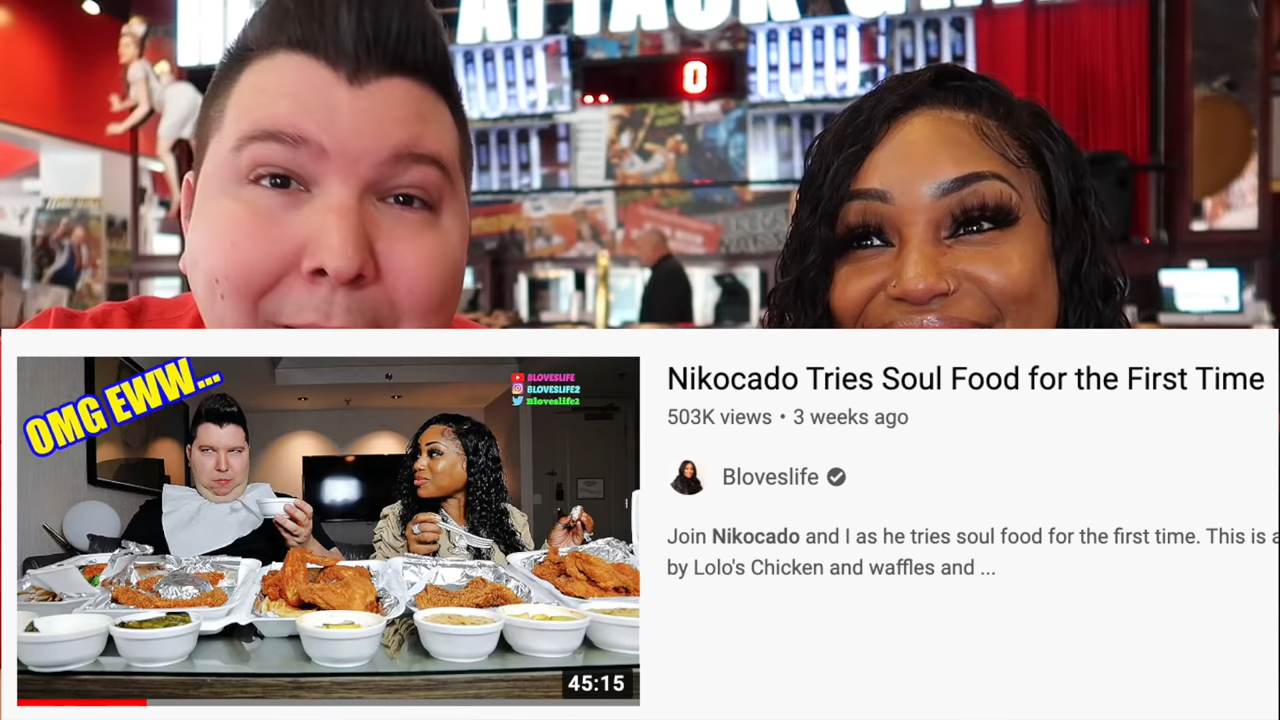 ATTACK
0
OMG EWW...
BLOVESLIFE
BLOVESLIFE2
Bloveslife2
45:15
Nikocado Tries Soul Food for the First Time
503K views • 3 weeks ago
Bloveslife
Join Nikocado and I as he tries soul food for the first time. This is a
by Lolo's Chicken and waffles and ...